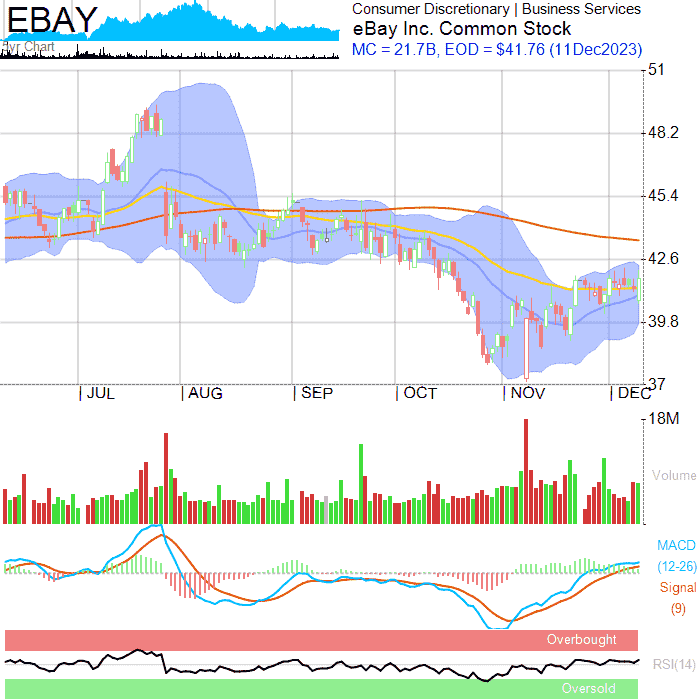 EBAY
5yr Chart
Consumer Discretionary | Business Services
eBay Inc. Common Stock
MC = 21.7B, EOD = $41.76 (11Dec2023)
51
48.2
45.4
42.6
39.8
37
| JUL | AUG | SEP | OCT | NOV | DEC
18M
Volume
MACD
(12-26)
Signal
(9)
Overbought
RSI(14)
Oversold